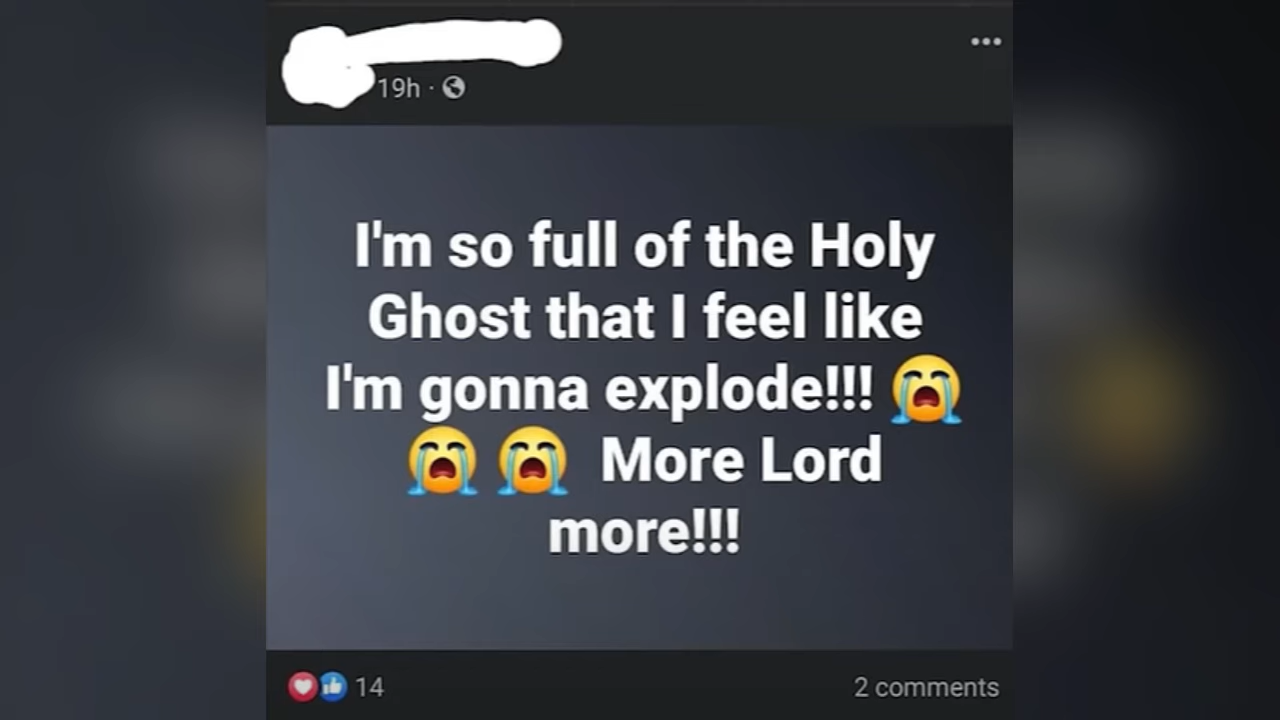 19h ·
I'm so full of the Holy
Ghost that I feel like
I'm gonna explode!!! 😭
😭 😭 More Lord
more!!!
14
2 comments